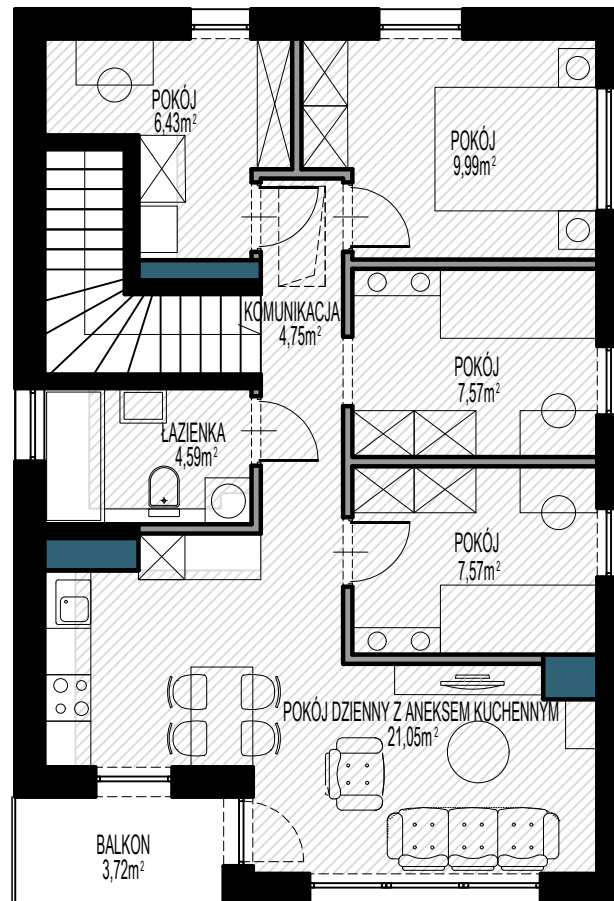 POKÓJ
6,43m²
POKÓJ
9,99m²
KOMUNIKACJA
4,75m²
POKÓJ
7,57m²
ŁAZIENKA
4,59m²
POKÓJ
7,57m²
POKÓJ DZIENNY Z ANEKSEM KUCHENNYM
21,05m²
BALKON
3,72m²